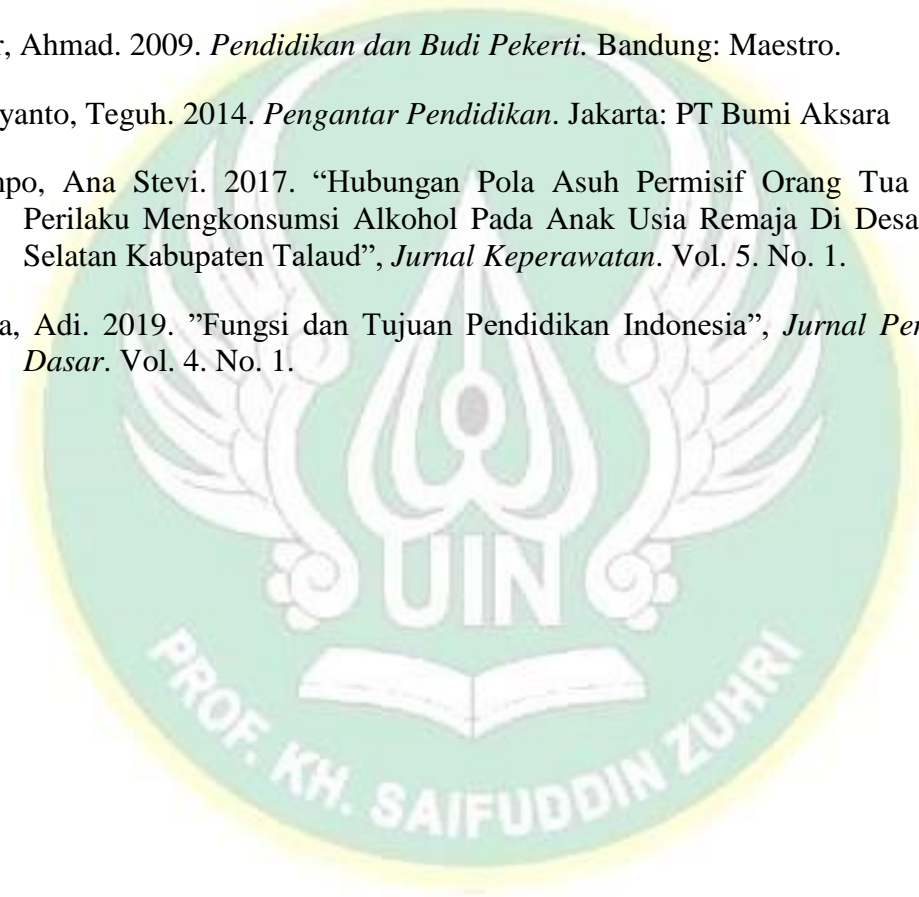 r, Ahmad. 2009. Pendidikan dan Budi Pekerti. Bandung: Maestro.
yanto, Teguh. 2014. Pengantar Pendidikan. Jakarta: PT Bumi Aksara
npo, Ana Stevi. 2017. “Hubungan Pola Asuh Permisif Orang Tua
Perilaku Mengkonsumsi Alkohol Pada Anak Usia Remaja Di Desa
Selatan Kabupaten Talaud”, Jurnal Keperawatan. Vol. 5. No. 1.
a, Adi. 2019. ”Fungsi dan Tujuan Pendidikan Indonesia”, Jurnal Pen
Dasar. Vol. 4. No. 1.
UIN
PROF. KH. SAIFUDDIN ZUHRI